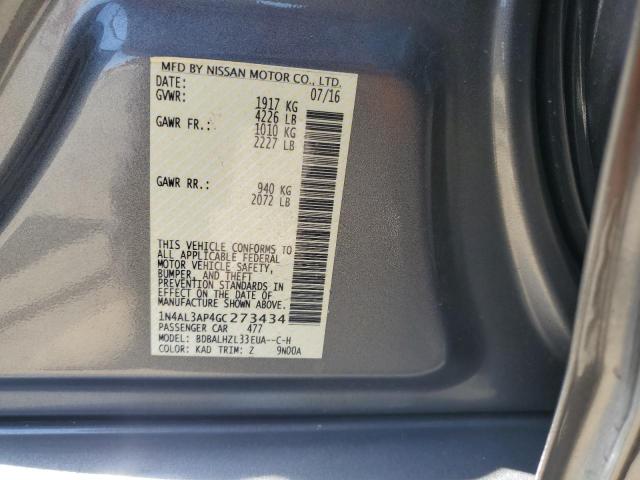 MFD BY NISSAN MOTOR CO., LTD.
DATE: 07/16
GVWR: 1917 KG
4226 LB
GAWR FR.: 1010 KG
2227 LB
GAWR RR.: 940 KG
2072 LB
THIS VEHICLE CONFORMS TO
ALL APPLICABLE FEDERAL
MOTOR VEHICLE SAFETY,
BUMPER, AND THEFT
PREVENTION STANDARDS IN
EFFECT ON THE DATE OF
MANUFACTURE SHOWN ABOVE.
1N4AL3AP4GC273434
PASSENGER CAR 477
MODEL: BDBALHZL33EUA--C-H
COLOR: KAD TRIM: Z 9N00A